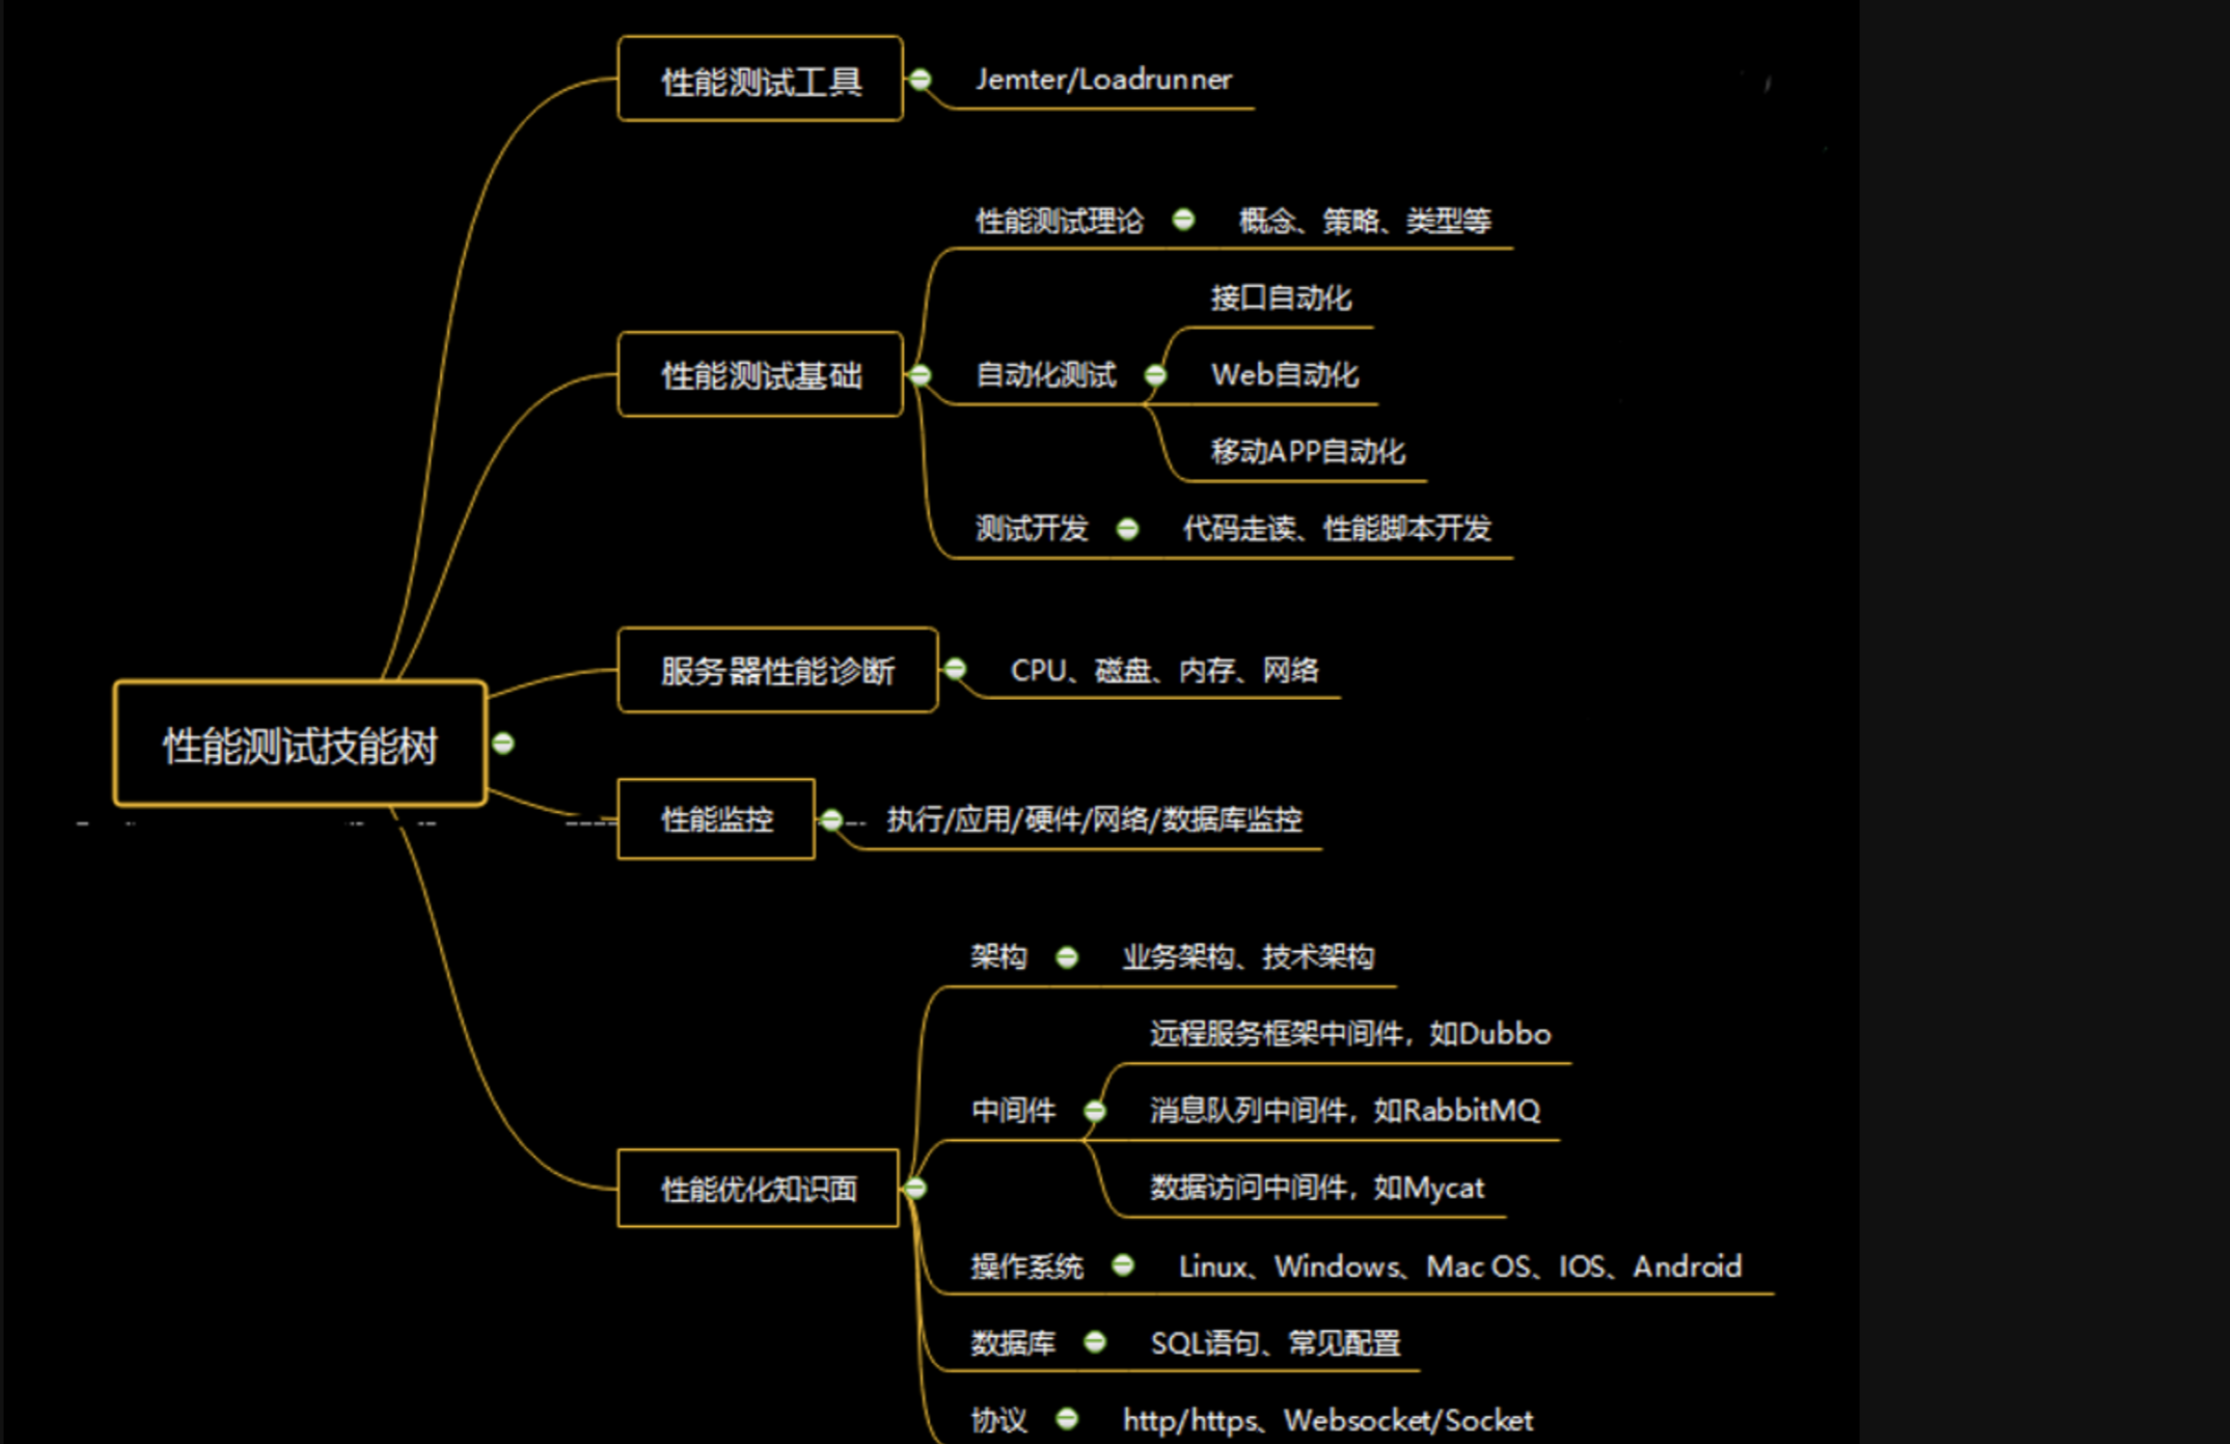 性能测试工具
Jemter/Loadrunner
性能测试理论
概念、策略、类型等
接口自动化
性能测试基础
自动化测试
Web自动化
移动APP自动化
测试开发
代码走读、性能脚本开发
服务器性能诊断
CPU、磁盘、内存、网络
性能测试技能树
性能监控
执行/应用/硬件/网络/数据库监控
架构
业务架构、技术架构
远程服务框架中间件，如Dubbo
中间件
消息队列中间件，如RabbitMQ
性能优化知识面
数据访问中间件，如Mycat
操作系统
Linux、Windows、Mac OS、IOS、Android
数据库
SQL语句、常见配置
协议
http/https、Websocket/Socket